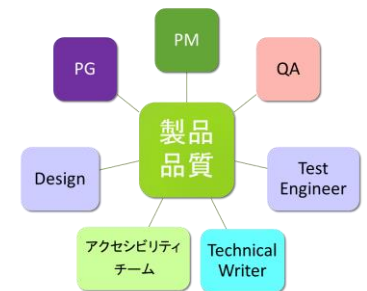 PM
PG
QA
製品
品質
Design
Test
Engineer
アクセシビリティ
チーム
Technical
Writer